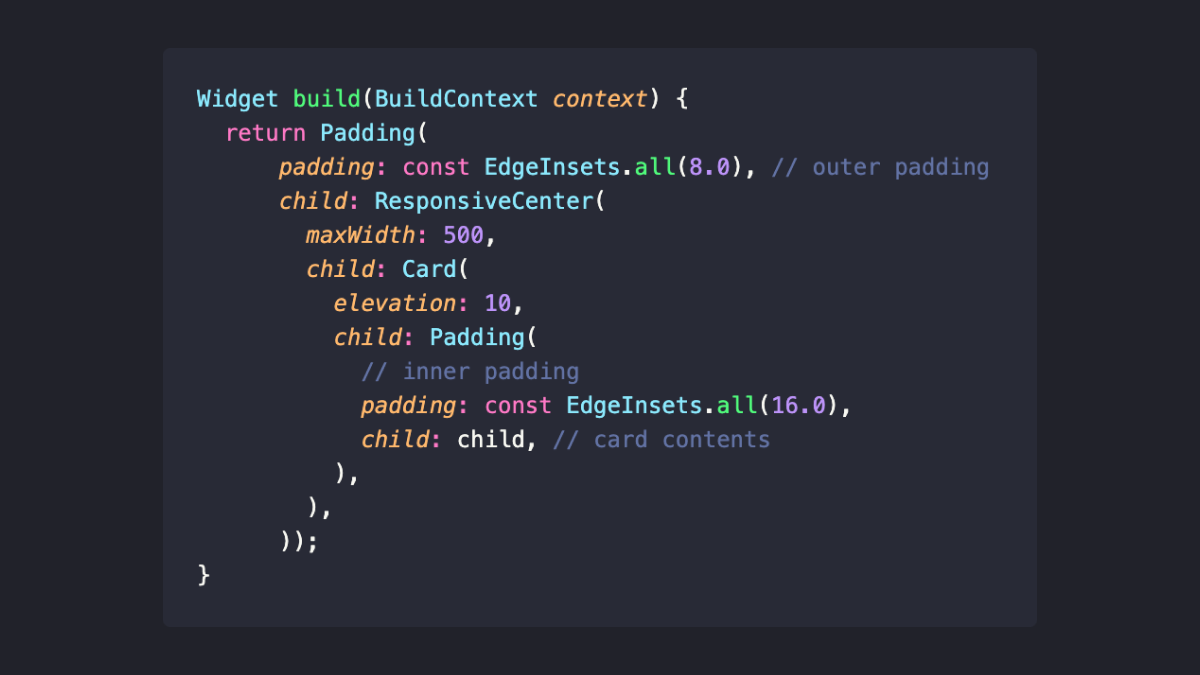 Widget build(BuildContext context) {
  return Padding(
      padding: const EdgeInsets.all(8.0), // outer padding
      child: ResponsiveCenter(
        maxWidth: 500,
        child: Card(
          elevation: 10,
          child: Padding(
            // inner padding
            padding: const EdgeInsets.all(16.0),
            child: child, // card contents
          ),
        ),
      ));
}